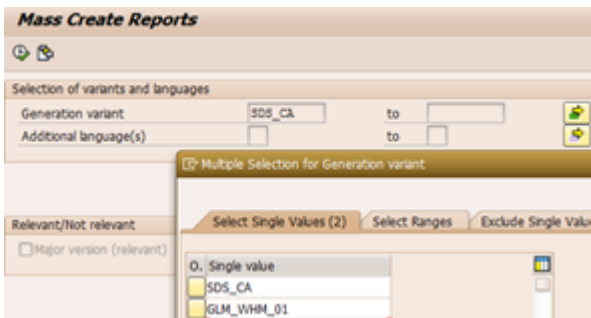 Mass Create Reports
Selection of variants and languages
Generation variant SDS_CA to
Additional language(s) to
Multiple Selection for Generation variant
Relevant/Not relevant
Major version (relevant)
Select Single Values (2) Select Ranges Exclude Single Valu
O. Single value
SDS_CA
GLM_WHM_01